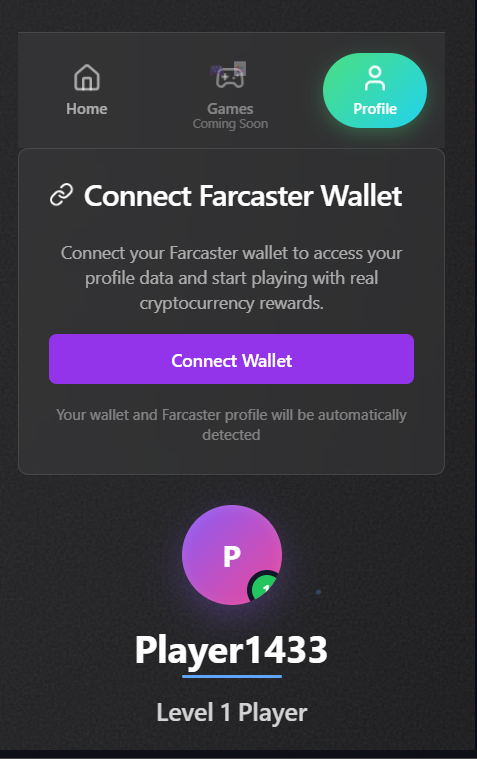 Home
Games
Coming Soon
Profile
Connect Farcaster Wallet
Connect your Farcaster wallet to access your
profile data and start playing with real
cryptocurrency rewards.
Connect Wallet
Your wallet and Farcaster profile will be automatically
detected
P
Player1433
Level 1 Player